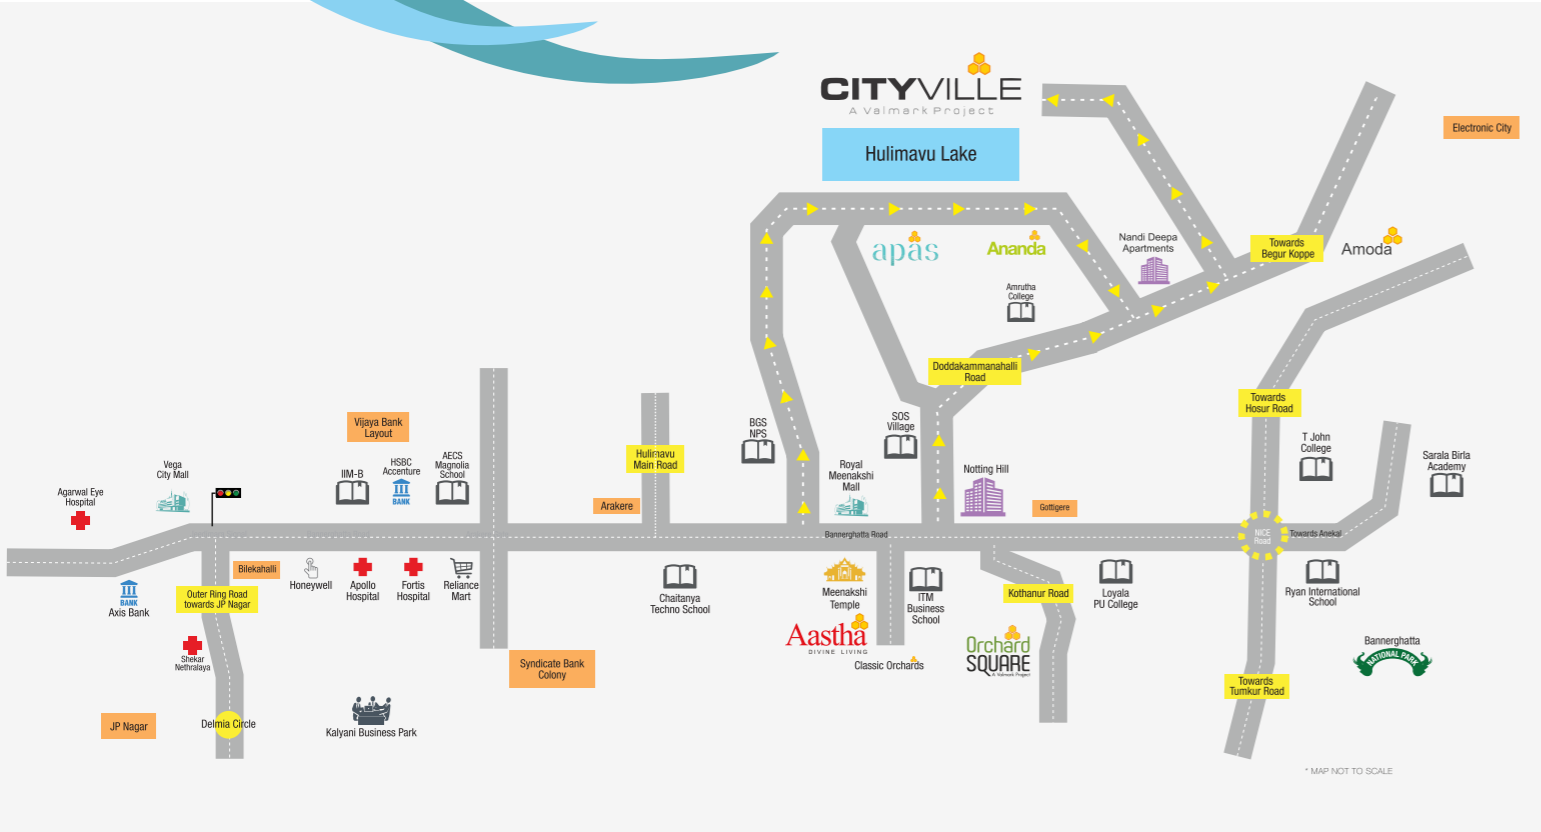 CITYVILLE
A Valmark Project
Hulimavu Lake
Electronic City
apas
Ananda
Nandi Deepa
Apartments
Towards
Begur Koppe
Amoda
Amrutha
College
Doddakammanahalli
Road
Towards
Hosur Road
Vijaya Bank
Layout
BGS
NPS
SOS
Village
T John
College
Sarala Birla
Academy
Vega
City Mall
IIM-B
HSBC
Accenture
BANK
AECS
Magnolia
School
Hulimavu
Main Road
Royal
Meenakshi
Mall
Notting Hill
Agarwal Eye
Hospital
Arakere
Gottigere
Bannerghatta Road
NICE
Road
Towards Anekal
Bilekahalli
Honeywell
Apollo
Hospital
Fortis
Hospital
Reliance
Mart
BANK
Axis Bank
Outer Ring Road
towards JP Nagar
Chaitanya
Techno School
Meenakshi
Temple
ITM
Business
School
Kothanur Road
Loyala
PU College
Ryan International
School
Shekar
Nethralaya
Aastha
DIVINE LIVING
Classic Orchards
Orchard
SQUARE
A Valmark Project
Bannerghatta
NATIONAL PARK
Syndicate Bank
Colony
Towards
Tumkur Road
JP Nagar
Delmia Circle
Kalyani Business Park
* MAP NOT TO SCALE